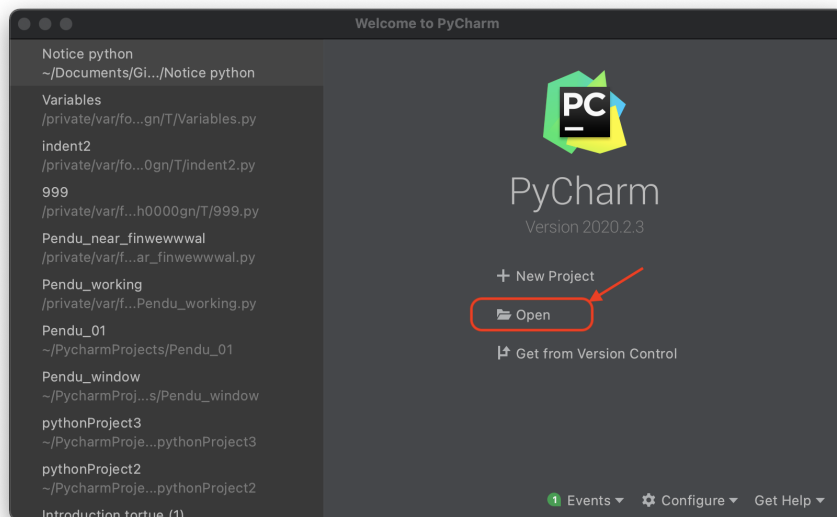 Welcome to PyCharm
Notice python
~/Documents/Gi.../Notice python
Variables
/private/var/fo...gn/T/Variables.py
indent2
/private/var/fo...0gn/T/indent2.py
999
/private/var/f...h0000gn/T/999.py
Pendu_near_finwewwwal
/private/var/f...ar_finwewwwal.py
Pendu_working
/private/var/f...Pendu_working.py
Pendu_01
~/PycharmProjects/Pendu_01
Pendu_window
~/PycharmProj...s/Pendu_window
pythonProject3
~/PycharmProje...pythonProject3
pythonProject2
~/PycharmProje...pythonProject2
Introduction tortue (1)
PC
PyCharm
Version 2020.2.3
New Project
Open
Get from Version Control
1 Events Configure Get Help